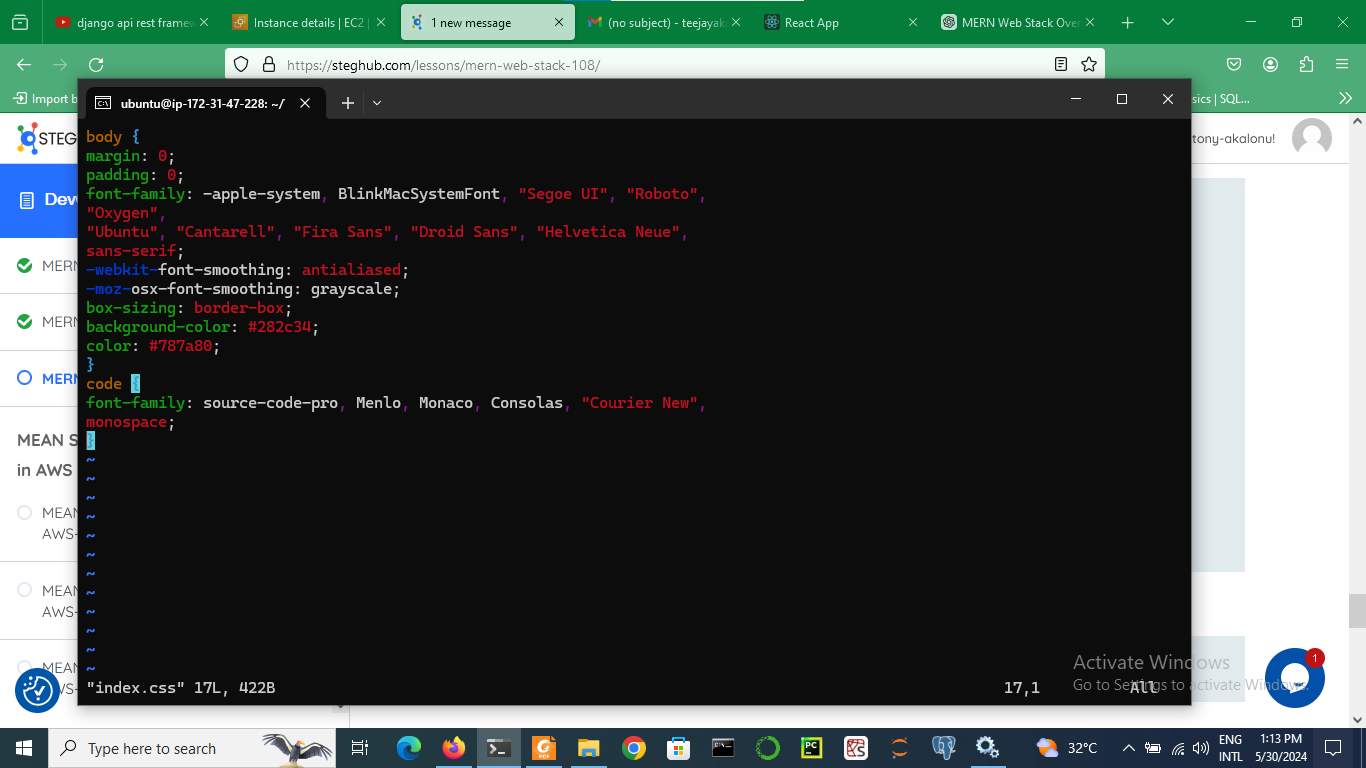 django api rest framew
Instance details | EC2 |
1 new message
(no subject) - teejayaka
React App
MERN Web Stack Over
https://steghub.com/lessons/mern-web-stack-108/
Import b
sics | SQL...
ubuntu@ip-172-31-47-228: ~/
STEG
tony-akalonu!
Dev
MERN
MERN
MERN
MEAN S
in AWS
MEAN
AWS-
MEAN
AWS-
MEAN
AWS-
body {
margin: 0;
padding: 0;
font-family: -apple-system, BlinkMacSystemFont, "Segoe UI", "Roboto",
"Oxygen",
"Ubuntu", "Cantarell", "Fira Sans", "Droid Sans", "Helvetica Neue",
sans-serif;
-webkit-font-smoothing: antialiased;
-moz-osx-font-smoothing: grayscale;
box-sizing: border-box;
background-color: #282c34;
color: #787a80;
}
code {
font-family: source-code-pro, Menlo, Monaco, Consolas, "Courier New",
monospace;
}
~
~
~
~
~
~
~
~
~
~
~
~
"index.css" 17L, 422B
17,1
All
Activate Windows
Go to Settings to activate Windows.
1
Type here to search
32°C
ENG
INTL
1:13 PM
5/30/2024